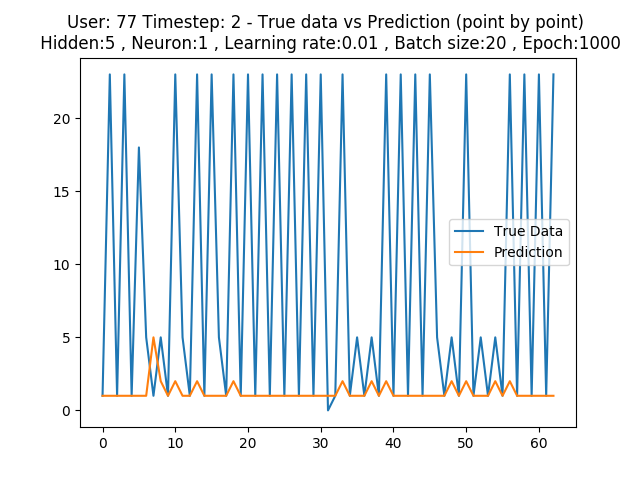 User: 77 Timestep: 2 - True data vs Prediction (point by point)
Hidden:5 , Neuron:1 , Learning rate:0.01 , Batch size:20 , Epoch:1000
20
15
10
5
0
True Data
Prediction
0 10 20 30 40 50 60